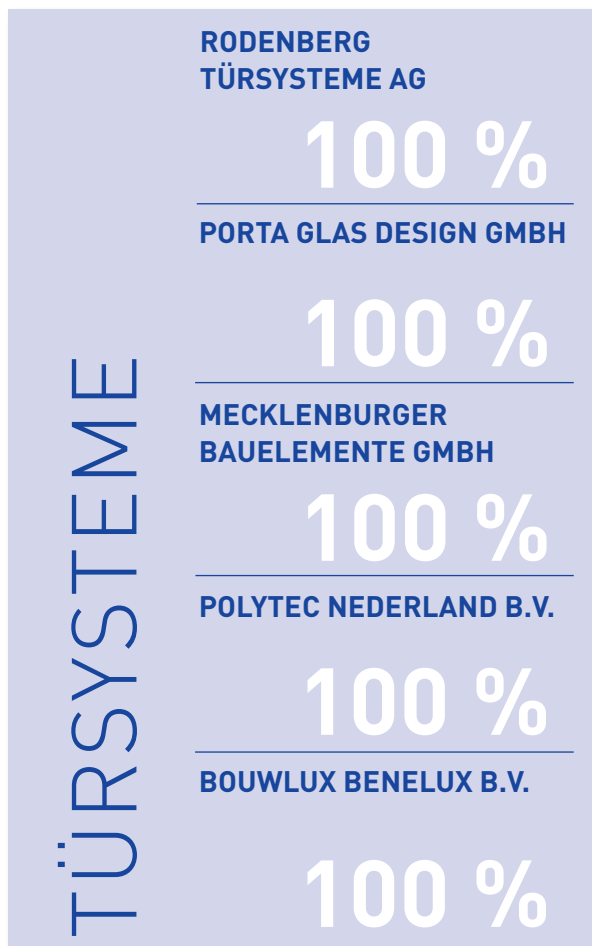 TÜRSYSTEME
RODENBERG
TÜRSYSTEME AG
100 %
PORTA GLAS DESIGN GMBH
100 %
MECKLENBURGER
BAUELEMENTE GMBH
100 %
POLYTEC NEDERLAND B.V.
100 %
BOUWLUX BENELUX B.V.
100 %